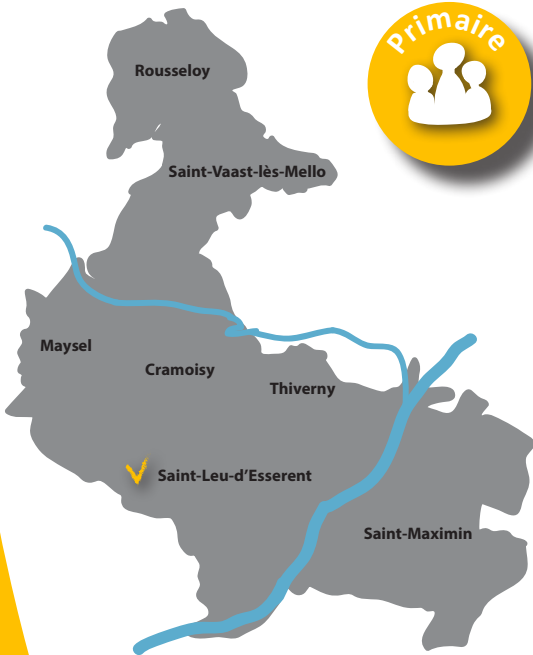 Primaire
Rousseloy
Saint-Vaast-lès-Mello
Maysel
Cramoisy
Thiverny
Saint-Leu-d’Esserent
Saint-Maximin